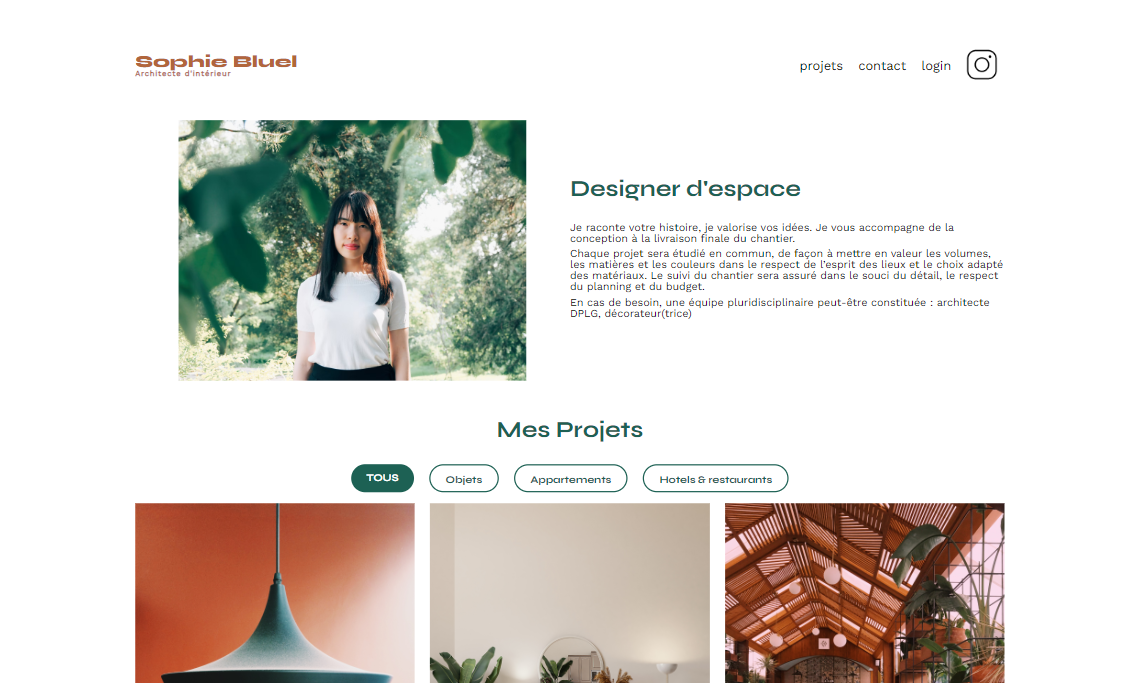 Sophie Bluel
Architecte d'intérieur
projets contact login
Designer d'espace
Je raconte votre histoire, je valorise vos idées. Je vous accompagne de la
conception à la livraison finale du chantier.
Chaque projet sera étudié en commun, de façon à mettre en valeur les volumes,
les matières et les couleurs dans le respect de l'esprit des lieux et le choix adapté
des matériaux. Le suivi du chantier sera assuré dans le souci du détail, le respect
du planning et du budget.
En cas de besoin, une équipe pluridisciplinaire peut-être constituée : architecte
DPLG, décorateur(trice)
Mes Projets
TOUS Objets Appartements Hotels & restaurants